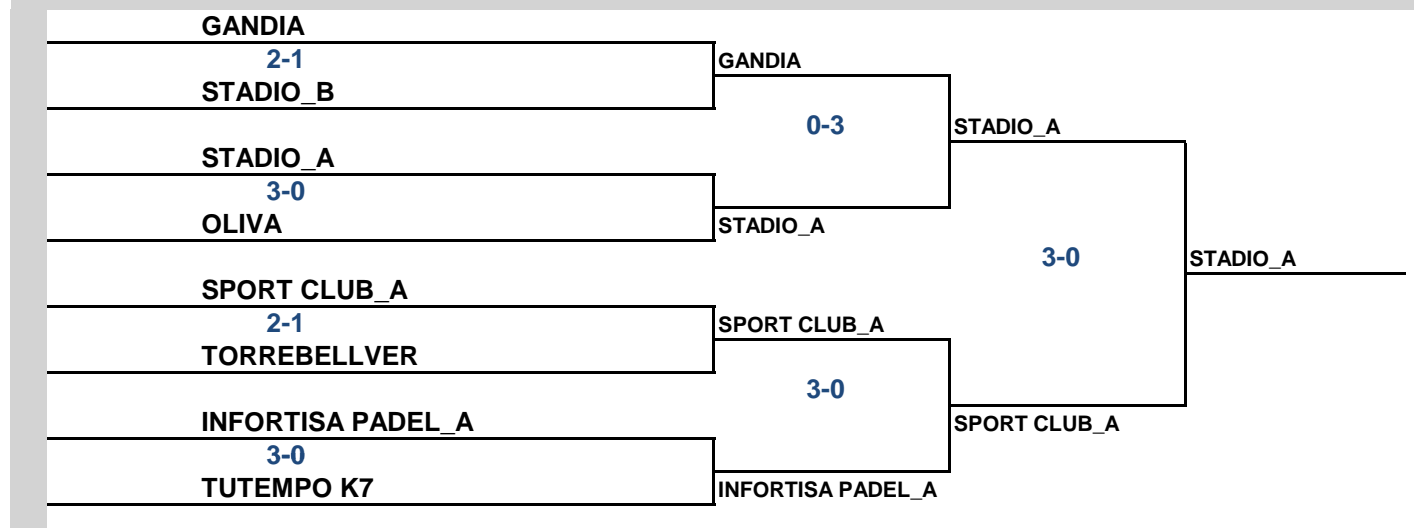 GANDIA
2-1
GANDIA
STADIO_B
0-3
STADIO_A
STADIO_A
3-0
OLIVA
STADIO_A
3-0
STADIO_A
SPORT CLUB_A
2-1
SPORT CLUB_A
TORREBELLVER
3-0
INFORTISA PADEL_A
SPORT CLUB_A
3-0
TUTEMPO K7
INFORTISA PADEL_A